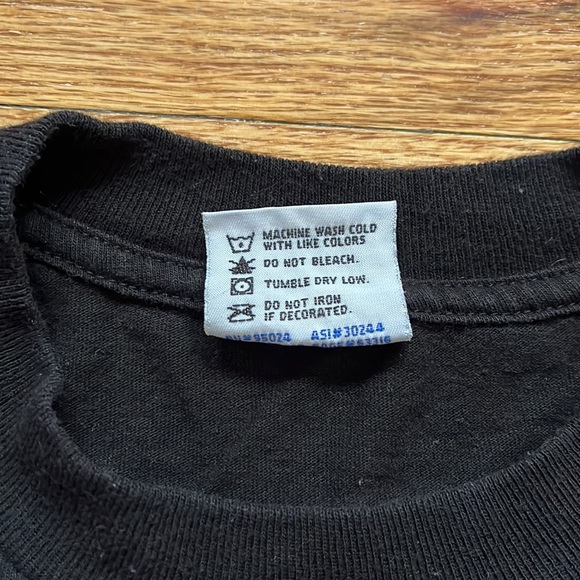 MACHINE WASH COLD
WITH LIKE COLORS
DO NOT BLEACH.
TUMBLE DRY LOW.
DO NOT IRON
IF DECORATED.
ASI#30244